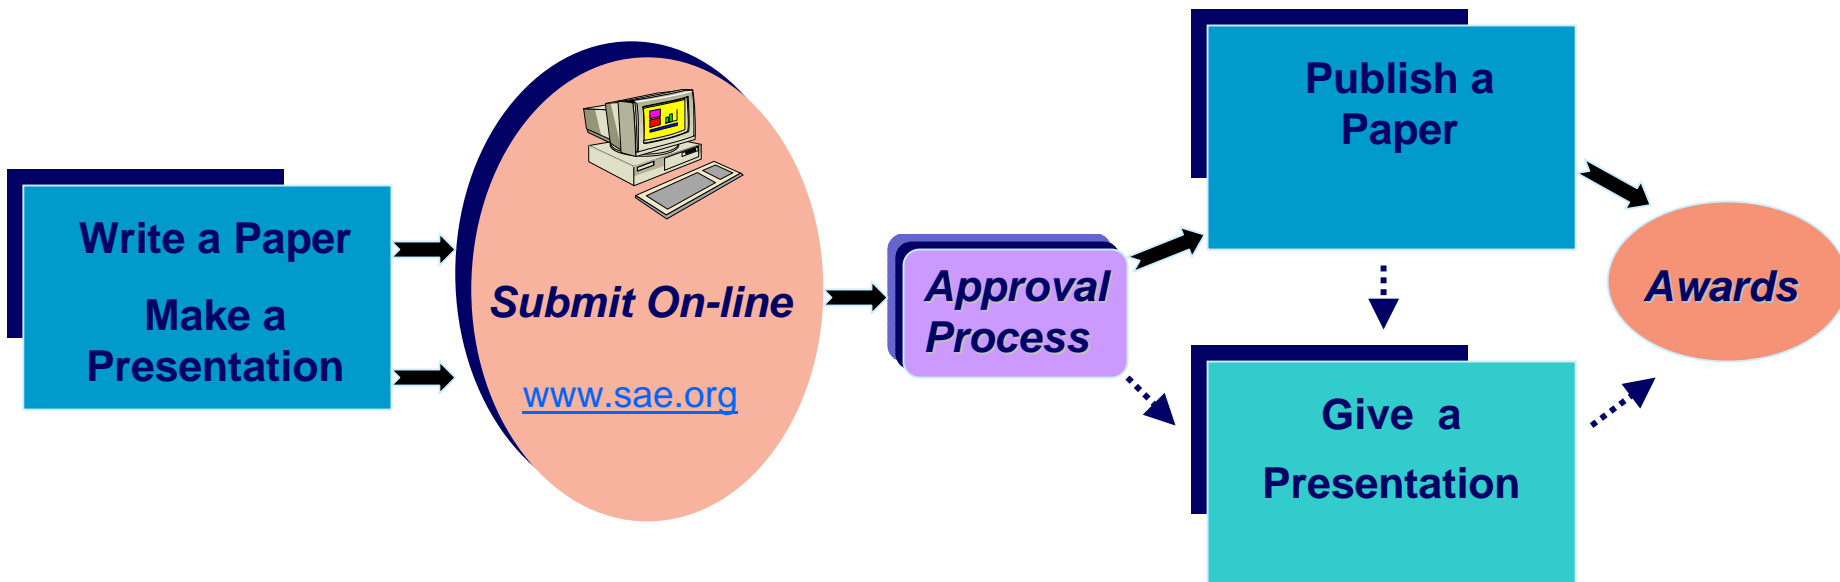 Write a Paper
Make a
Presentation
Submit On-line
www.sae.org
Approval
Process
Publish a
Paper
Give a
Presentation
Awards